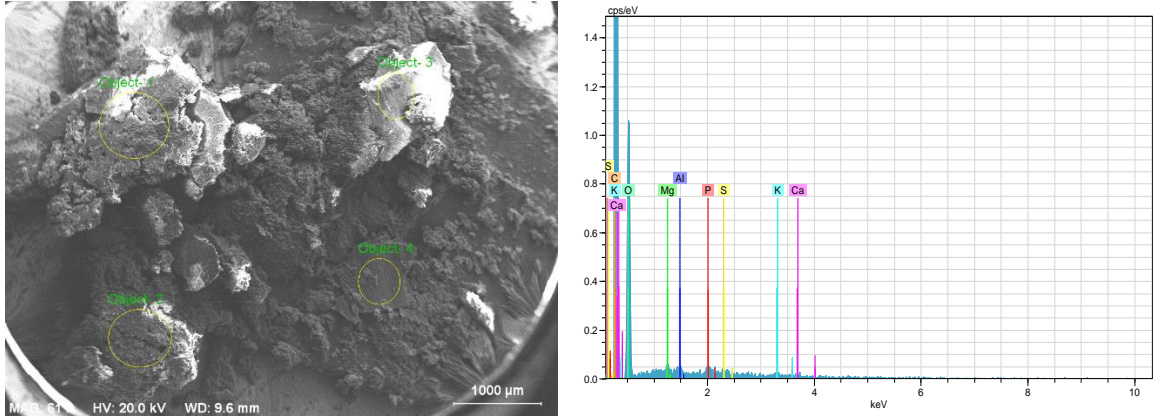 Object- 1
Object- 3
Object- 4
Object- 2
1000 µm
MAG: 61 x HV: 20.0 kV WD: 9.6 mm
cps/eV
1.4
1.2
1.0
0.8
0.6
0.4
0.2
0.0
S
C
K O Mg Al P S K Ca
Ca
2 4 6 8 10
keV